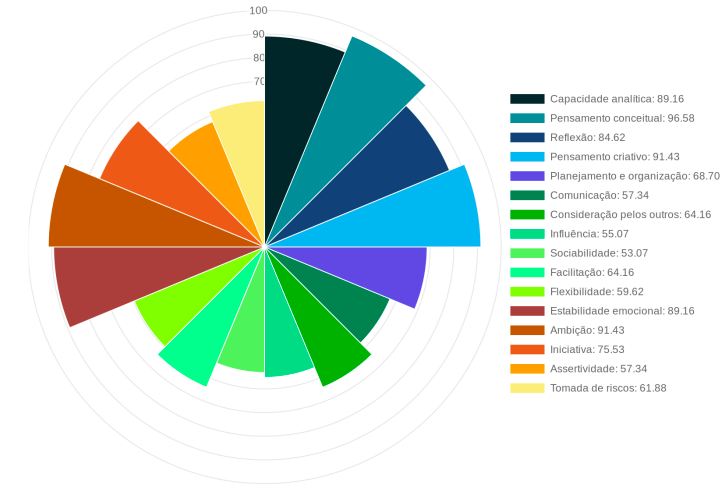 100
90
80
70
Capacidade analítica: 89.16
Pensamento conceitual: 96.58
Reflexão: 84.62
Pensamento criativo: 91.43
Planejamento e organização: 68.70
Comunicação: 57.34
Consideração pelos outros: 64.16
Influência: 55.07
Sociabilidade: 53.07
Facilitação: 64.16
Flexibilidade: 59.62
Estabilidade emocional: 89.16
Ambição: 91.43
Iniciativa: 75.53
Assertividade: 57.34
Tomada de riscos: 61.88